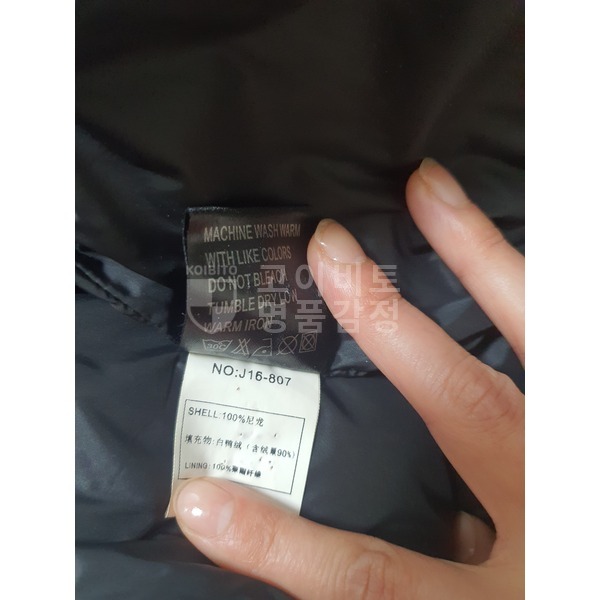 MACHINE WASH WARM
WITH LIKE COLORS
DO NOT BLEACH
TUMBLE DRY LOW
WARM IRON
KOIBITO
코이비토
명품감정
NO:J16-807
SHELL:100%尼龙
填充物:白鸭绒(含绒量90%)
LINING:100%聚酯纤维